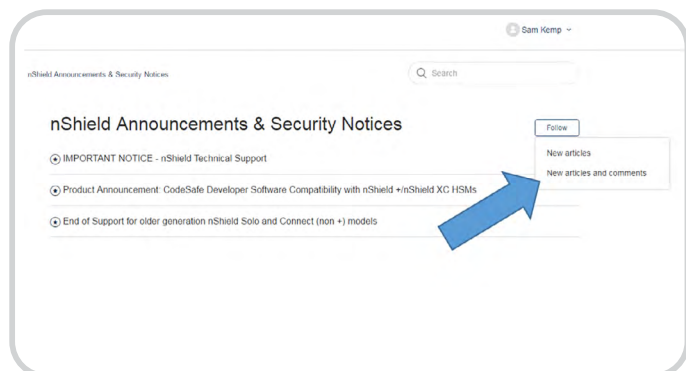 Sam Kemp
nShield Announcements & Security Notices
Search
nShield Announcements & Security Notices
Follow
IMPORTANT NOTICE - nShield Technical Support
New articles
New articles and comments
Product Announcement: CodeSafe Developer Software Compatibility with nShield +/nShield XC HSMs
End of Support for older generation nShield Solo and Connect (non +) models